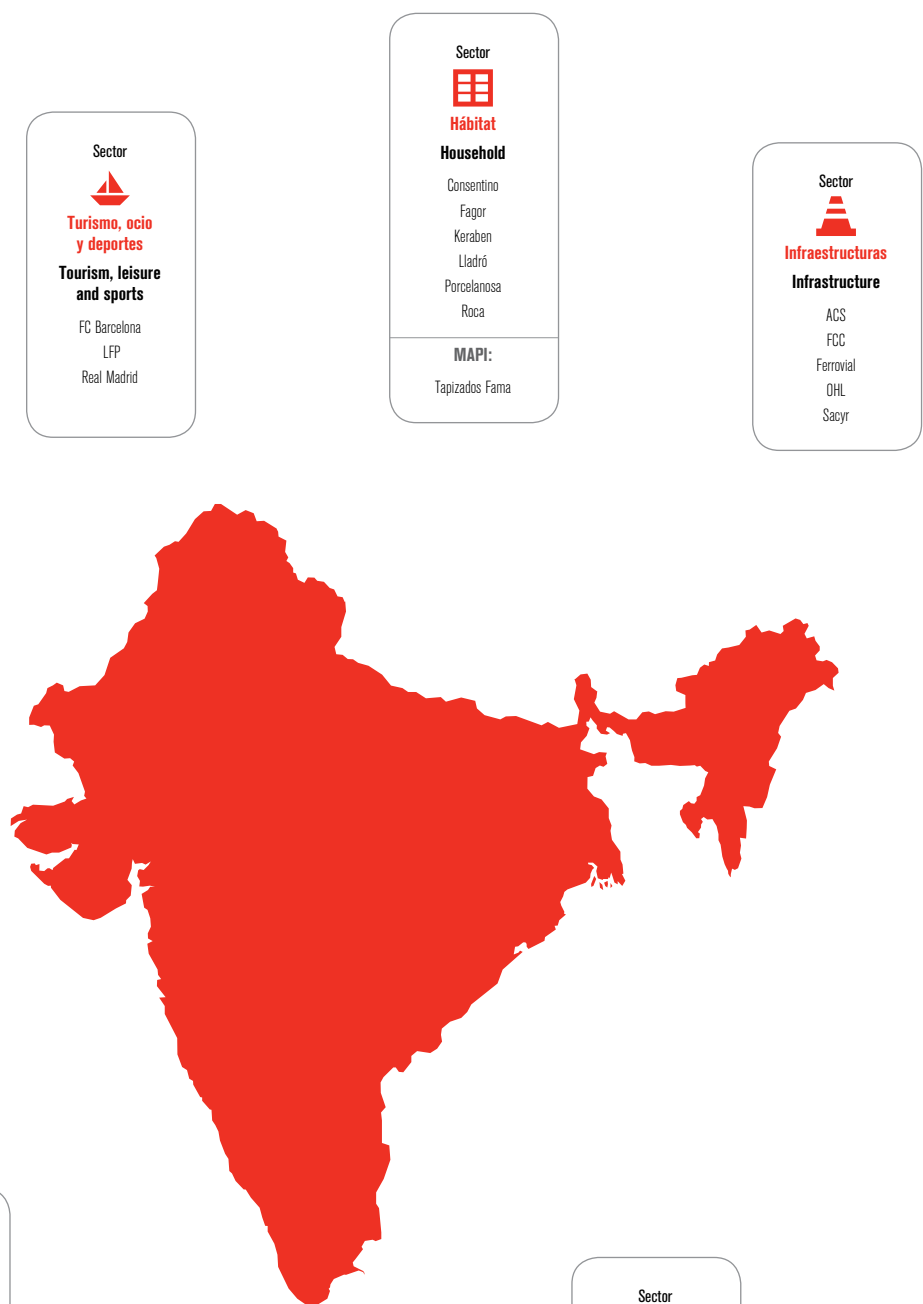 Sector
Turismo, ocio
y deportes
Tourism, leisure
and sports
FC Barcelona
LFP
Real Madrid
Sector
Hábitat
Household
Consentino
Fagor
Keraben
Lladró
Porcelanosa
Roca
MAPI:
Tapizados Fama
Sector
Infraestructuras
Infrastructure
ACS
FCC
Ferrovial
OHL
Sacyr
Sector